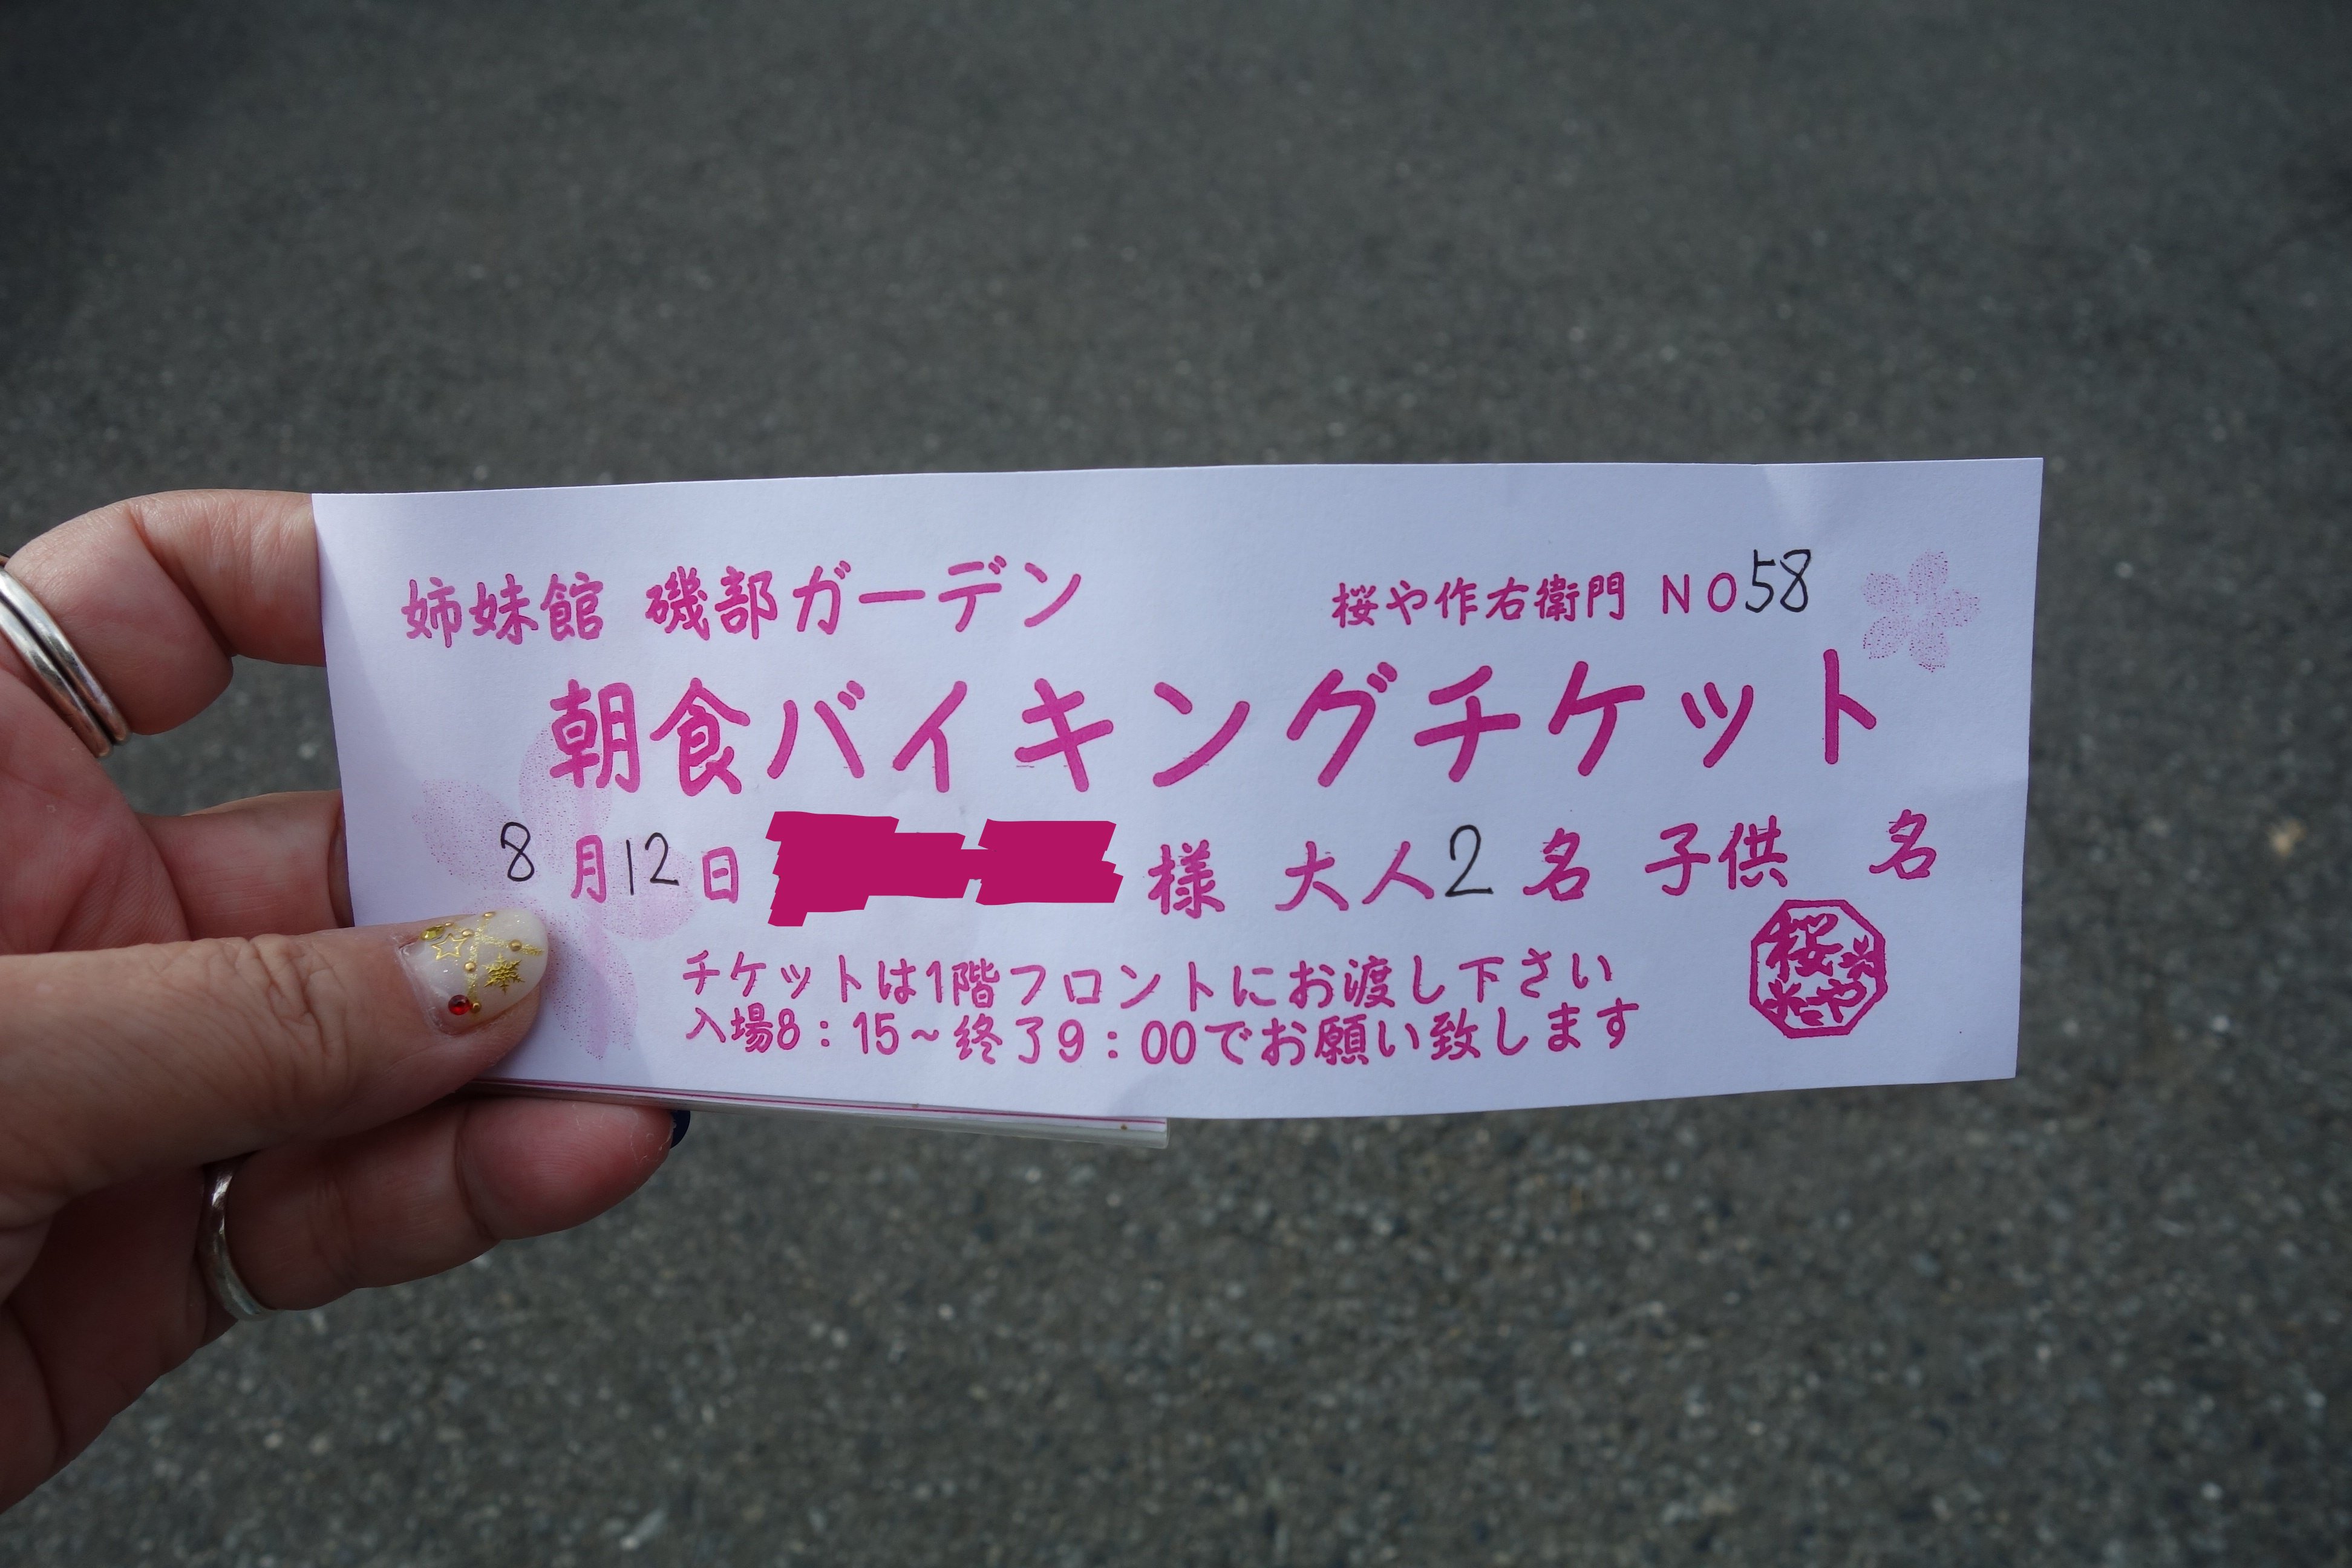 姉妹館 磯部ガーデン 桜や作右衛門 NO58
朝食バイキングチケット
8月12日 様 大人2名 子供 名
チケットは1階フロントにお渡し下さい
入場8:15~終了9:00でお願い致します
桜や